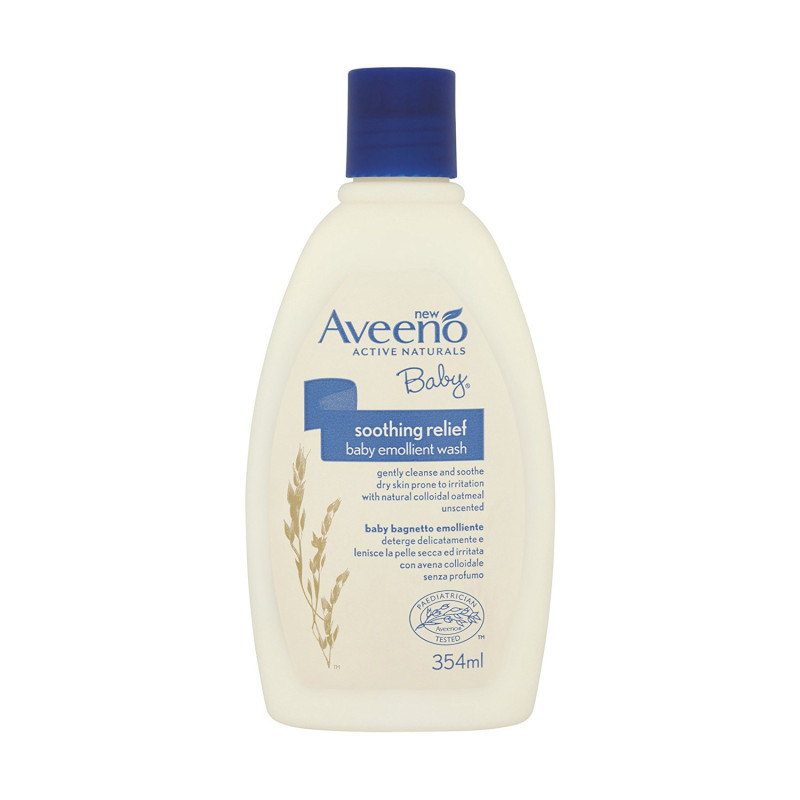 new
Aveeno
ACTIVE NATURALS
Baby®
soothing relief
baby emollient wash
gently cleanse and soothe
dry skin prone to irritation
with natural colloidal oatmeal
unscented
baby bagnetto emolliente
deterge delicatamente e
lenisce la pelle secca ed irritata
con avena colloidale
senza profumo
PAEDIATRICIAN
Aveeno
TESTED
TM
354ml
TM